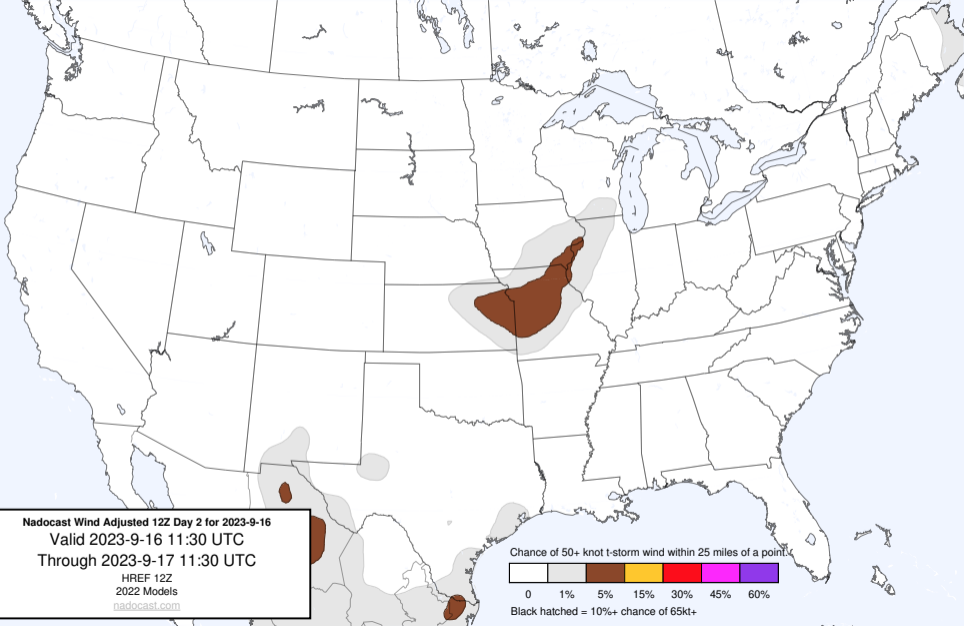 Nadocast Wind Adjusted 12Z Day 2 for 2023-9-16
Valid 2023-9-16 11:30 UTC
Through 2023-9-17 11:30 UTC
HREF 12Z
2022 Models
nadocast.com
Chance of 50+ knot t-storm wind within 25 miles of a point.
0 1% 5% 15% 30% 45% 60%
Black hatched = 10%+ chance of 65kt+